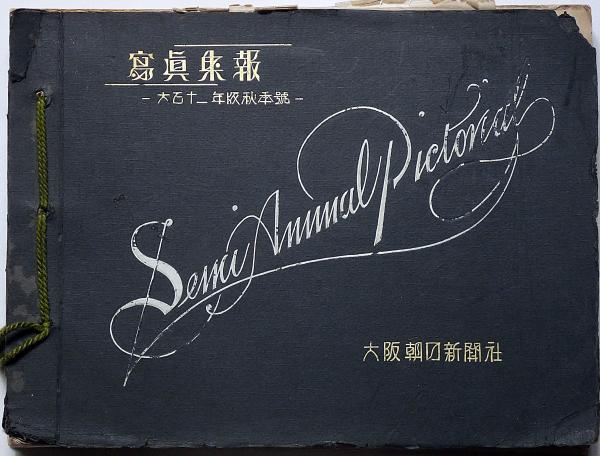 寫眞集報
-大正十一年版秋季號-
Semi Annual Pictorial
大阪朝日新聞社